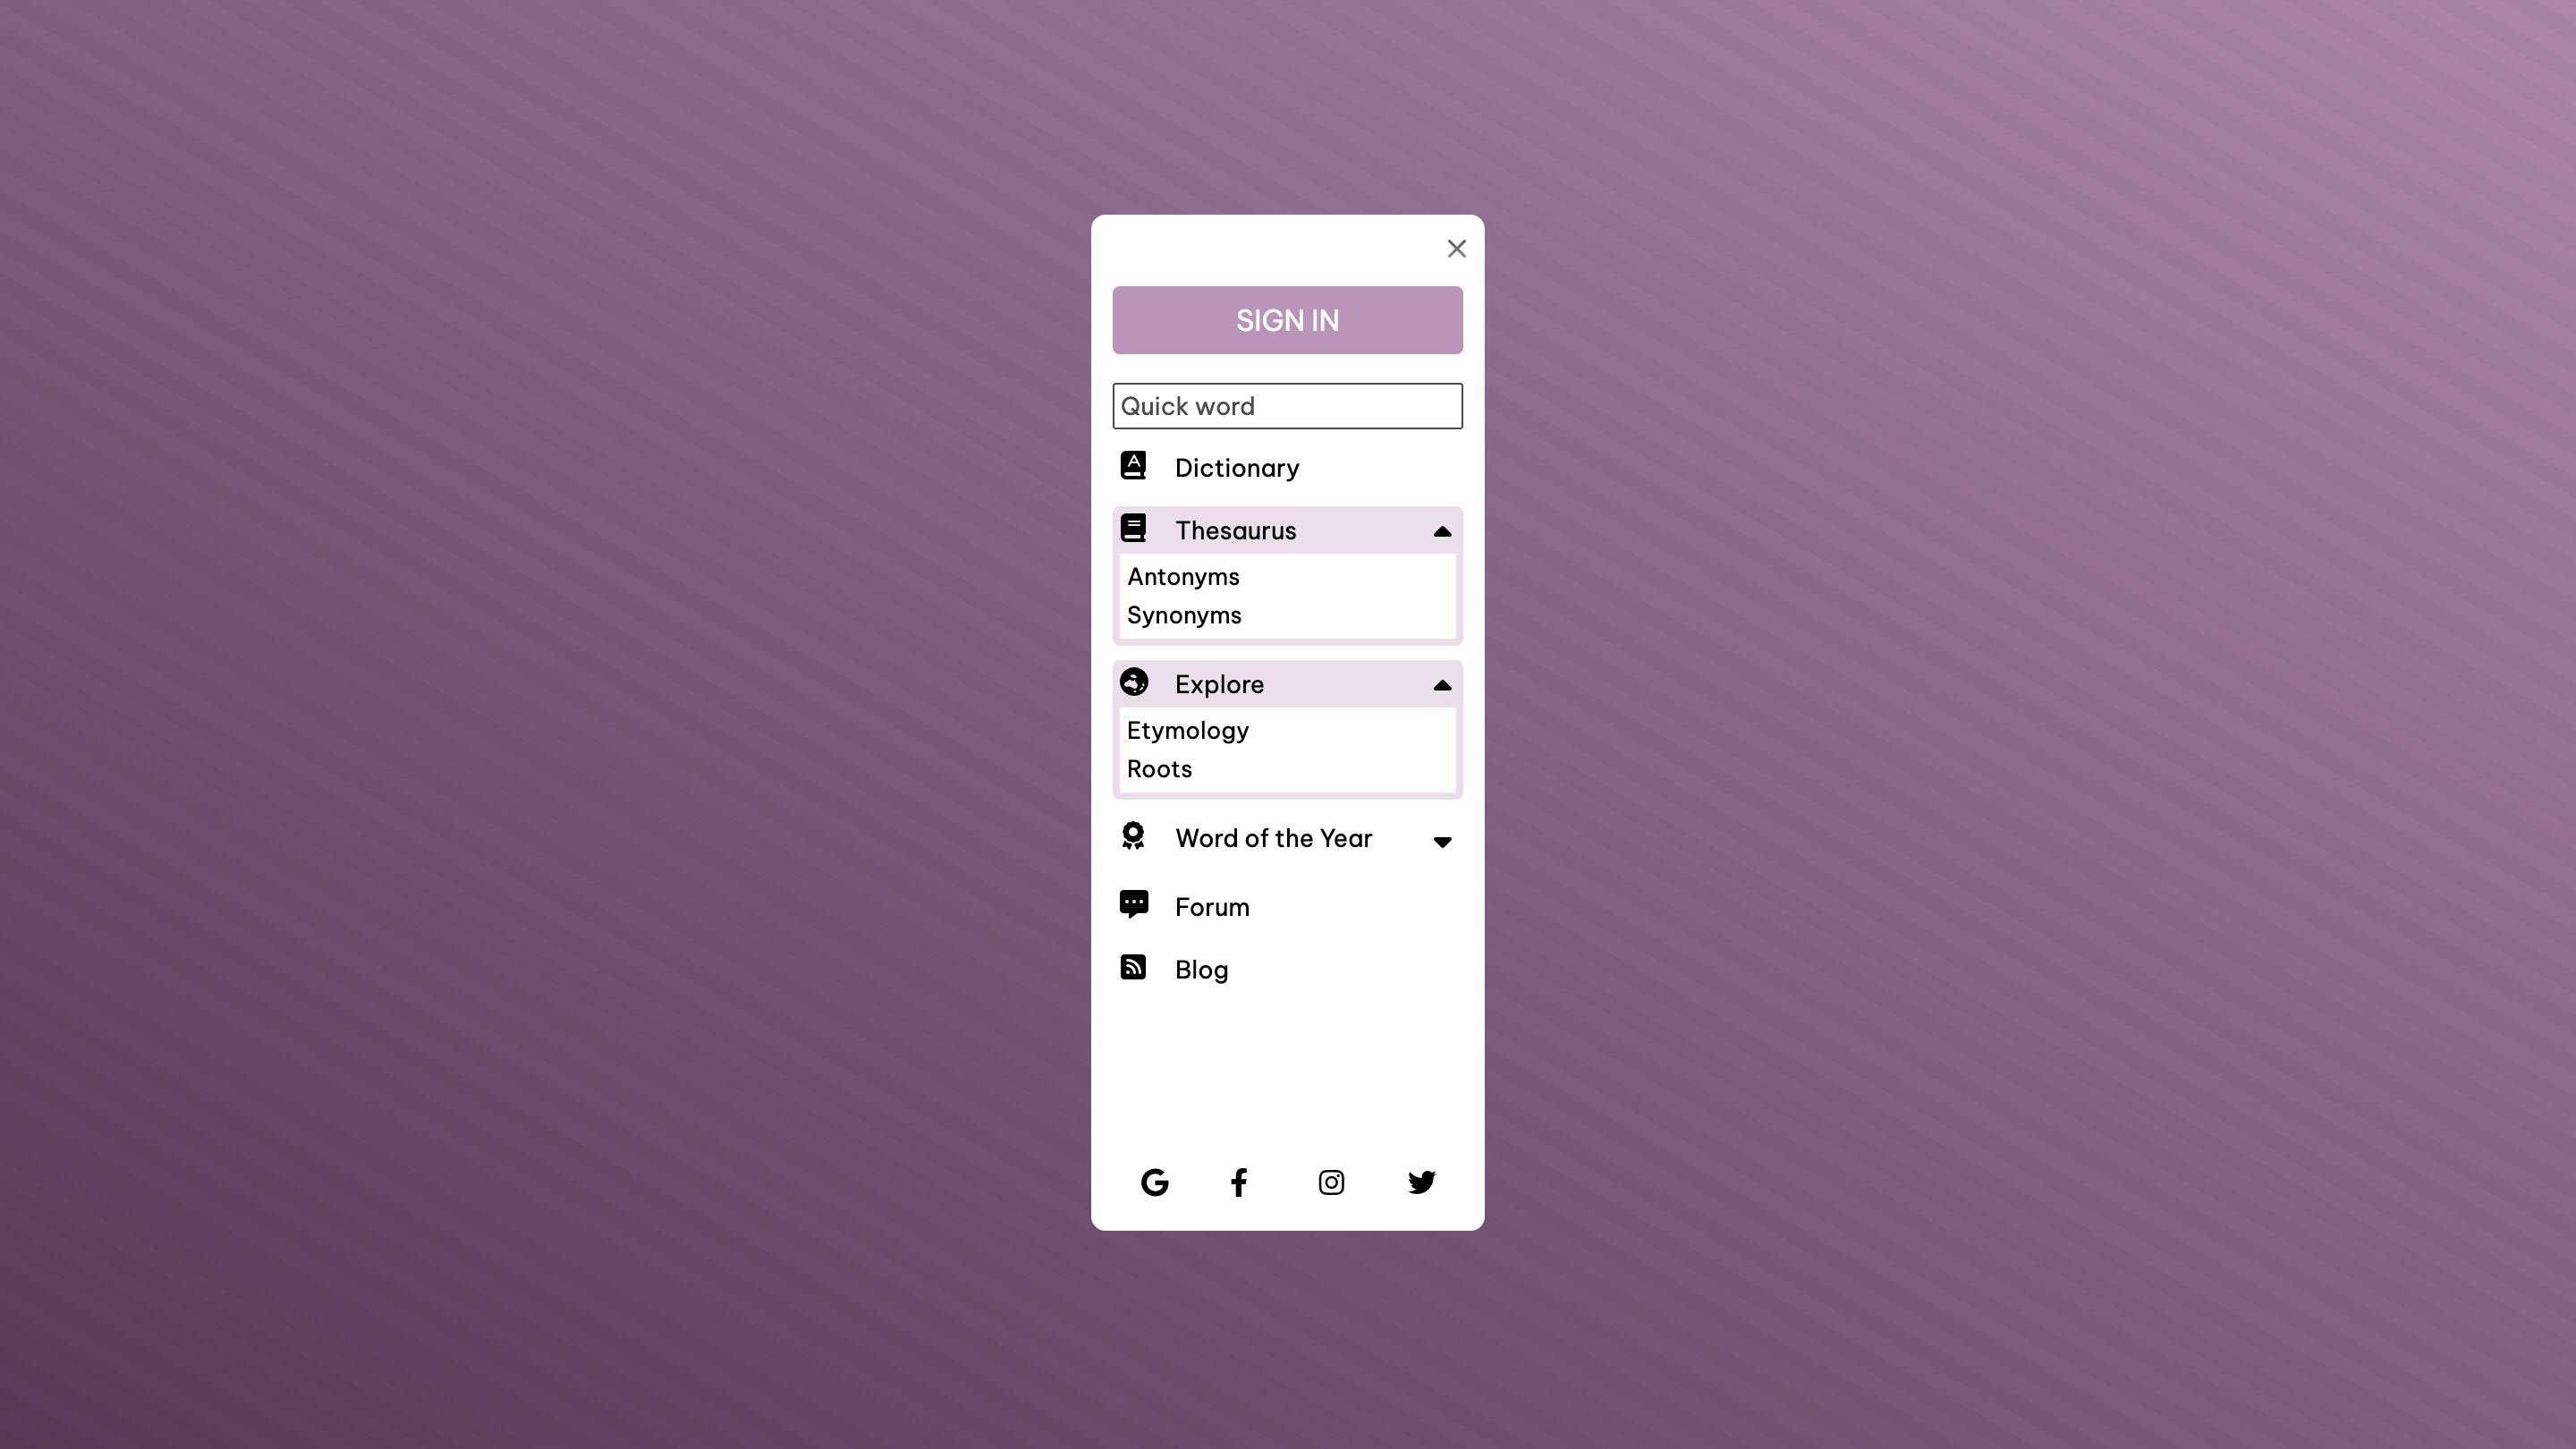 SIGN IN
Quick word
Dictionary
Thesaurus
Antonyms
Synonyms
Explore
Etymology
Roots
Word of the Year
Forum
Blog